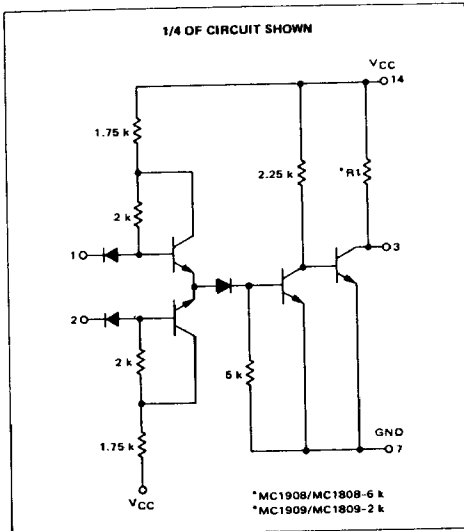 1/4 OF CIRCUIT SHOWN
VCC
14
1.75 k
2.25 k
*R1
2 k
1
3
2
2 k
5 k
1.75 k
GND
7
VCC
*MC1908/MC1808-6 k
*MC1909/MC1809-2 k